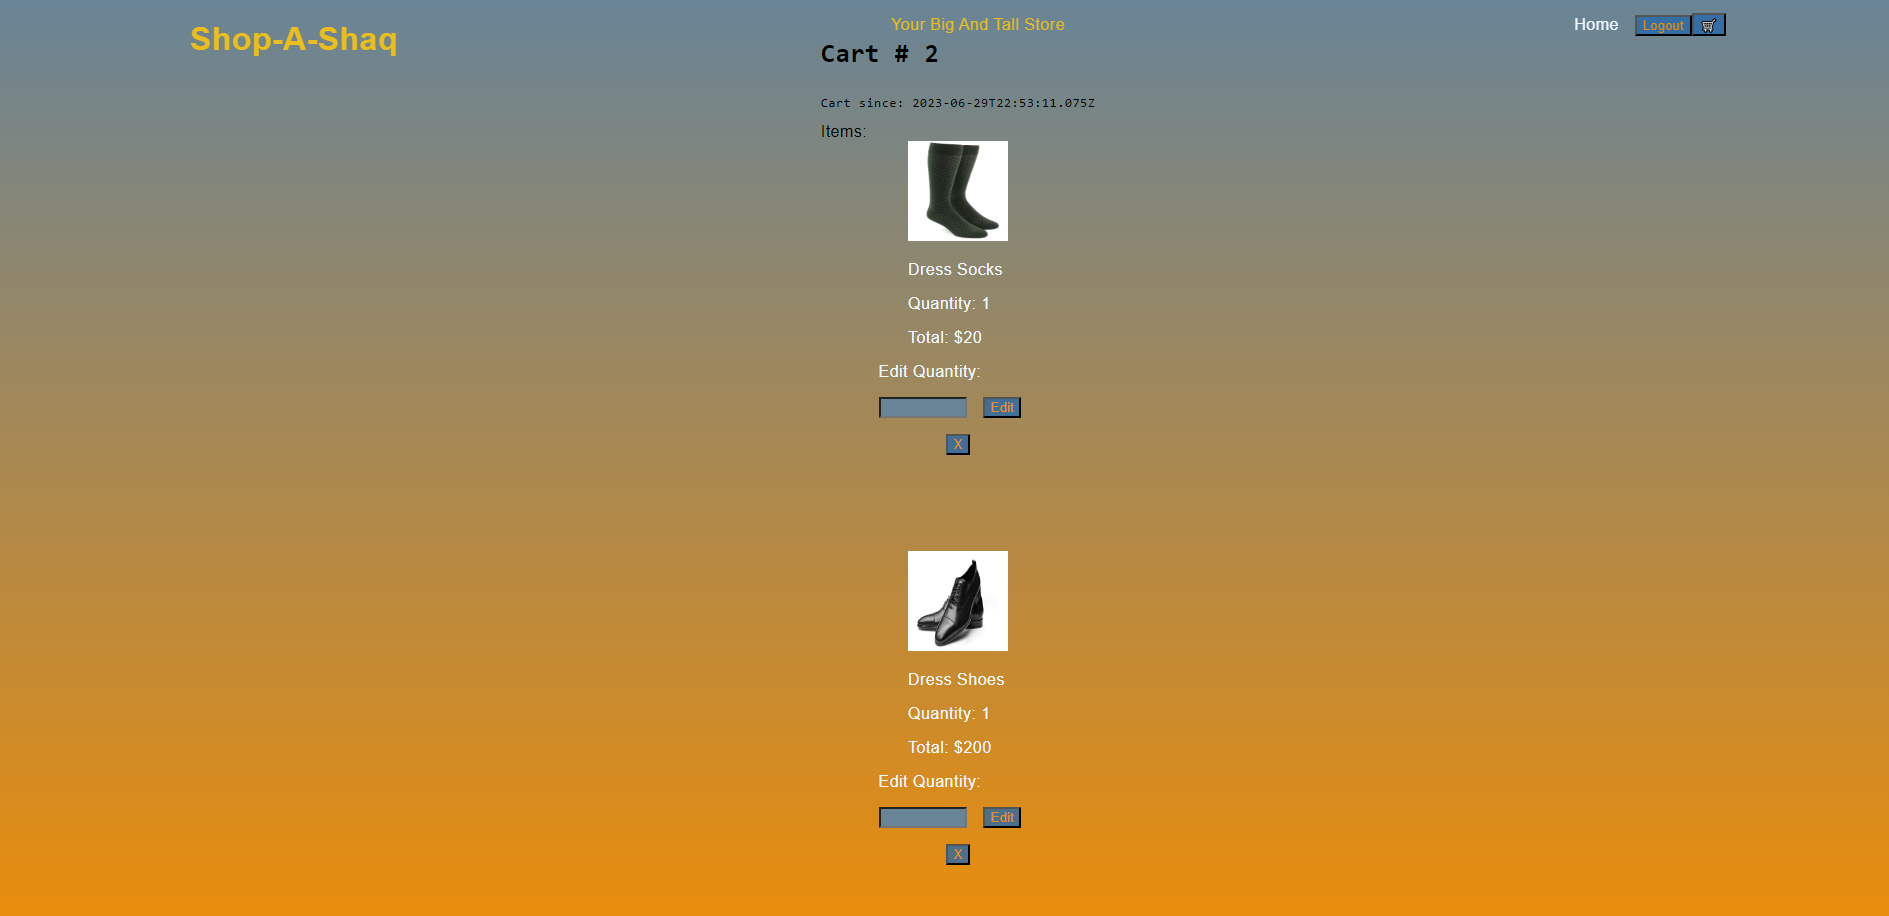 Shop-A-Shaq
Your Big And Tall Store
Home
Logout
Cart # 2
Cart since: 2023-06-29T22:53:11.075Z
Items:
Dress Socks
Quantity: 1
Total: $20
Edit Quantity:
Edit
X
Dress Shoes
Quantity: 1
Total: $200
Edit Quantity:
Edit
X